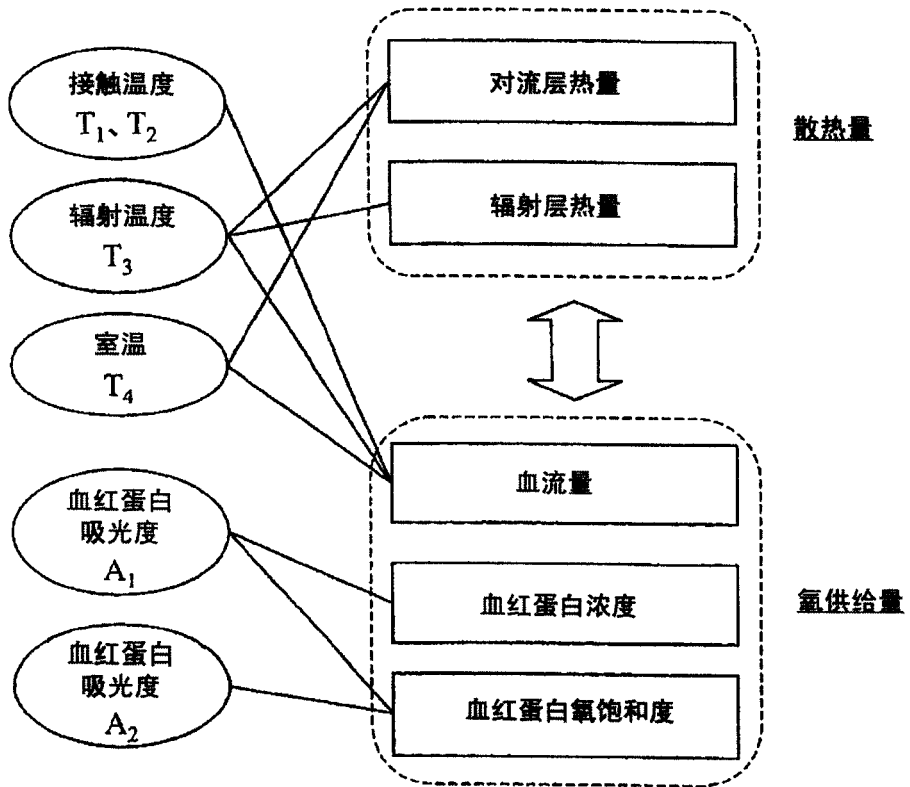 接触温度
T₁、T₂
辐射温度
T₃
室温
T₄
血红蛋白
吸光度
A₁
血红蛋白
吸光度
A₂
对流层热量
辐射层热量
散热量
血流量
血红蛋白浓度
血红蛋白氧饱和度
氧供给量